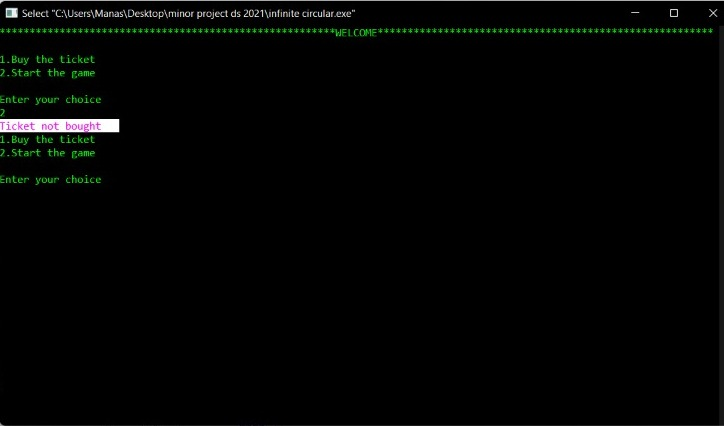 Select "C:\Users\Manas\Desktop\minor project ds 2021\infinite circular.exe"
********************************************************WELCOME********************************************************
1.Buy the ticket
2.Start the game
Enter your choice
2
Ticket not bought
1.Buy the ticket
2.Start the game
Enter your choice